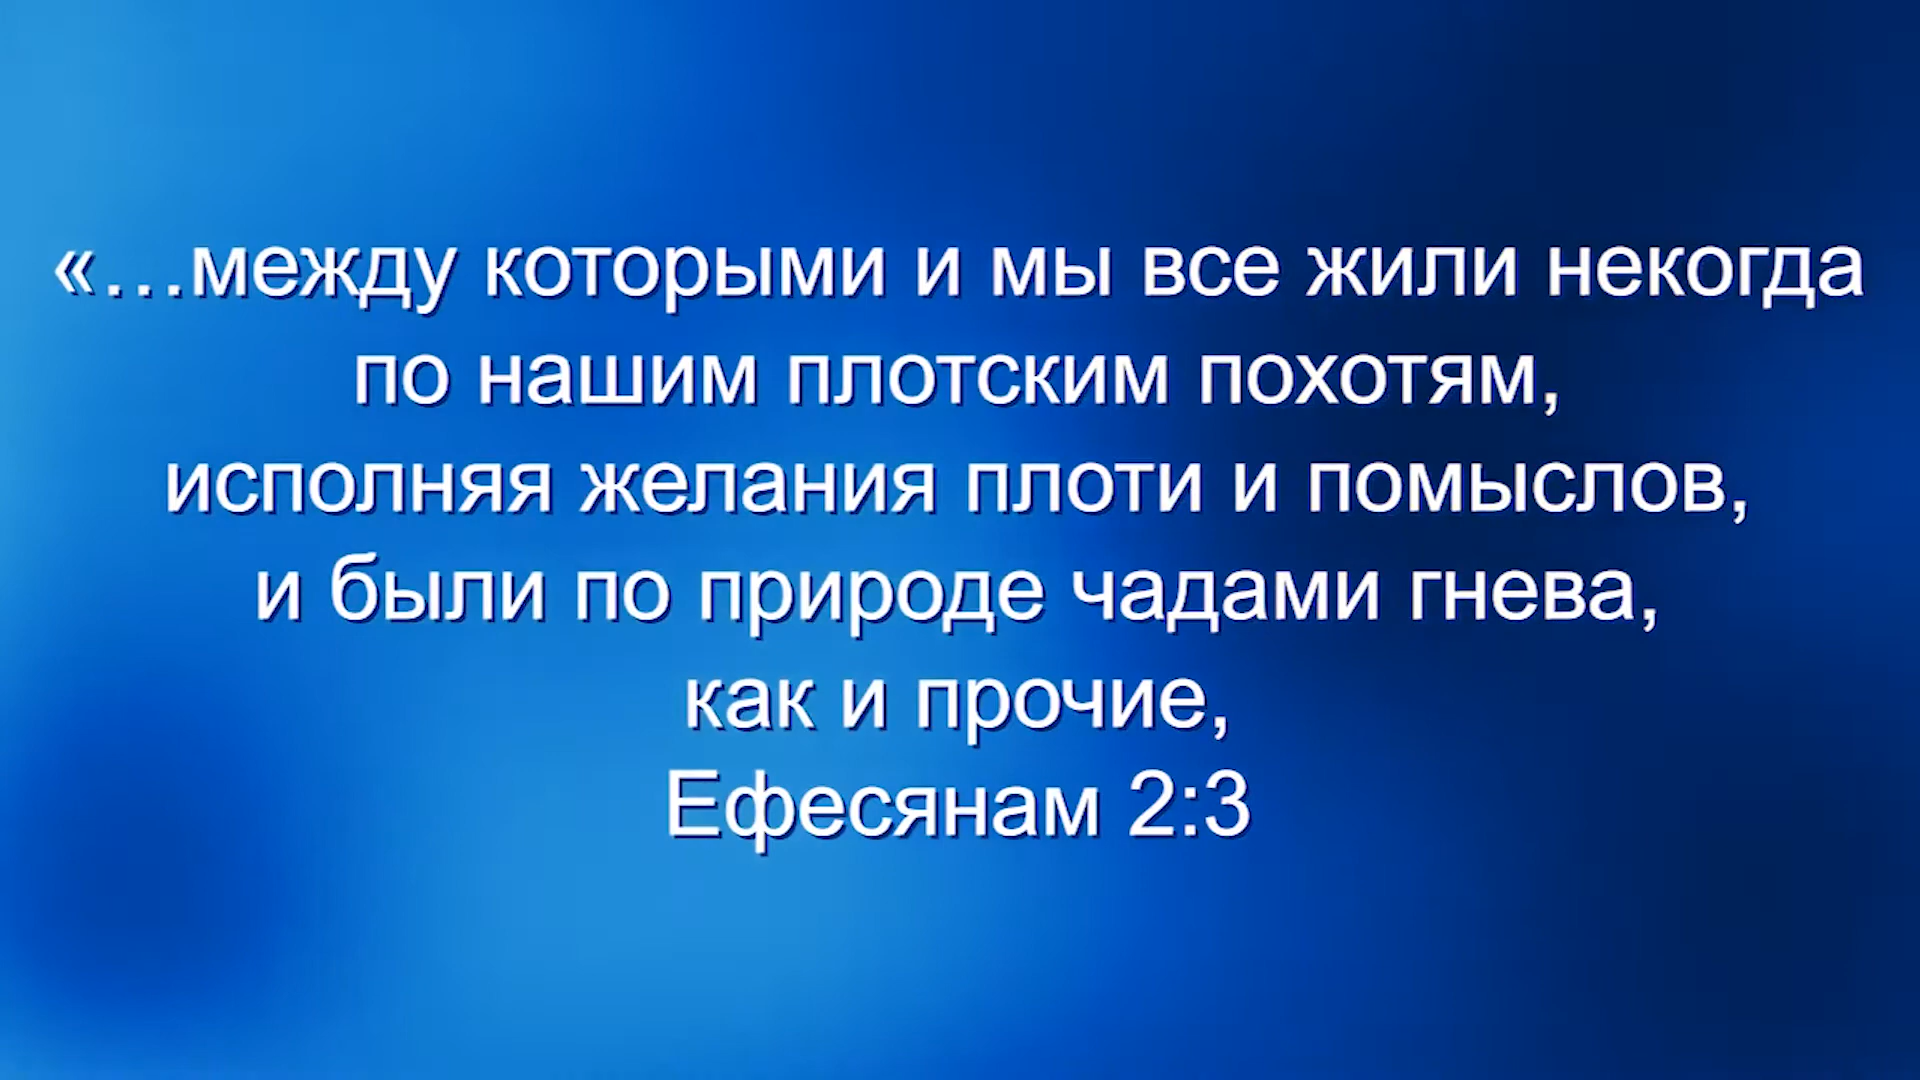 «…между которыми и мы все жили некогда
по нашим плотским похотям,
исполняя желания плоти и помыслов,
и были по природе чадами гнева,
как и прочие,
Ефесянам 2:3